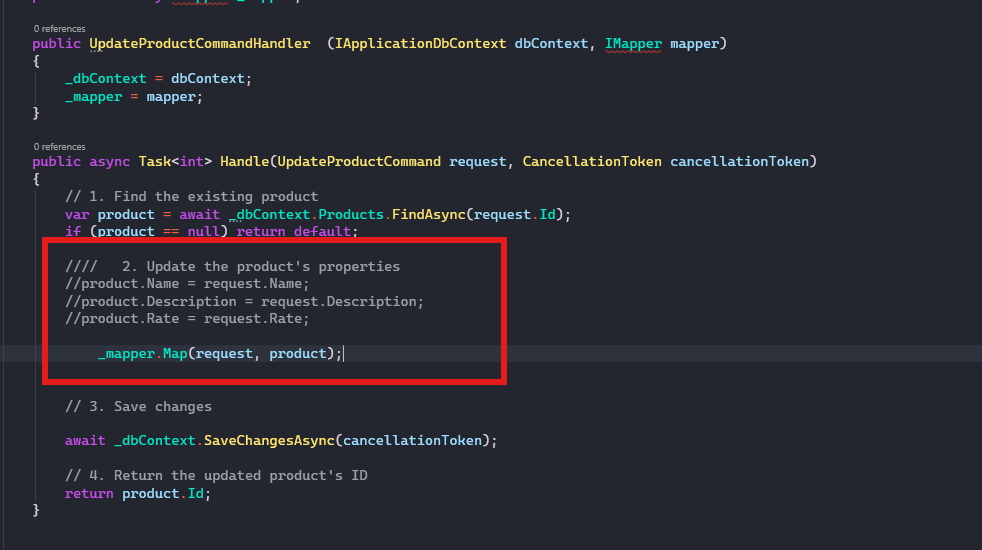 0 references
public UpdateProductCommandHandler (IApplicationDbContext dbContext, IMapper mapper)
{
_dbContext = dbContext;
_mapper = mapper;
}
0 references
public async Task<int> Handle(UpdateProductCommand request, CancellationToken cancellationToken)
{
// 1. Find the existing product
var product = await _dbContext.Products.FindAsync(request.Id);
if (product == null) return default;
////   2. Update the product's properties
//product.Name = request.Name;
//product.Description = request.Description;
//product.Rate = request.Rate;
_mapper.Map(request, product);
// 3. Save changes
await _dbContext.SaveChangesAsync(cancellationToken);
// 4. Return the updated product's ID
return product.Id;
}